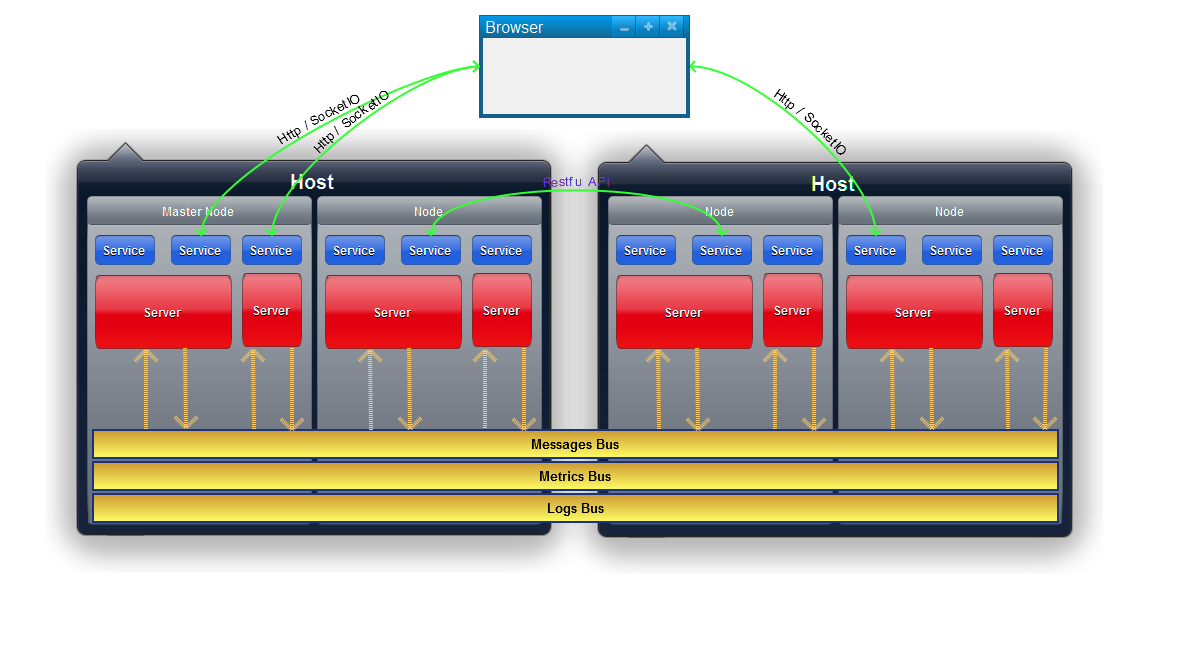 Browser
Http / SocketIO
Http / SocketIO
Http / SocketIO
Host
Host
Restful API
Master Node
Node
Node
Node
Service
Service
Service
Service
Service
Service
Service
Service
Service
Service
Service
Service
Server
Server
Server
Server
Server
Server
Server
Server
Messages Bus
Metrics Bus
Logs Bus